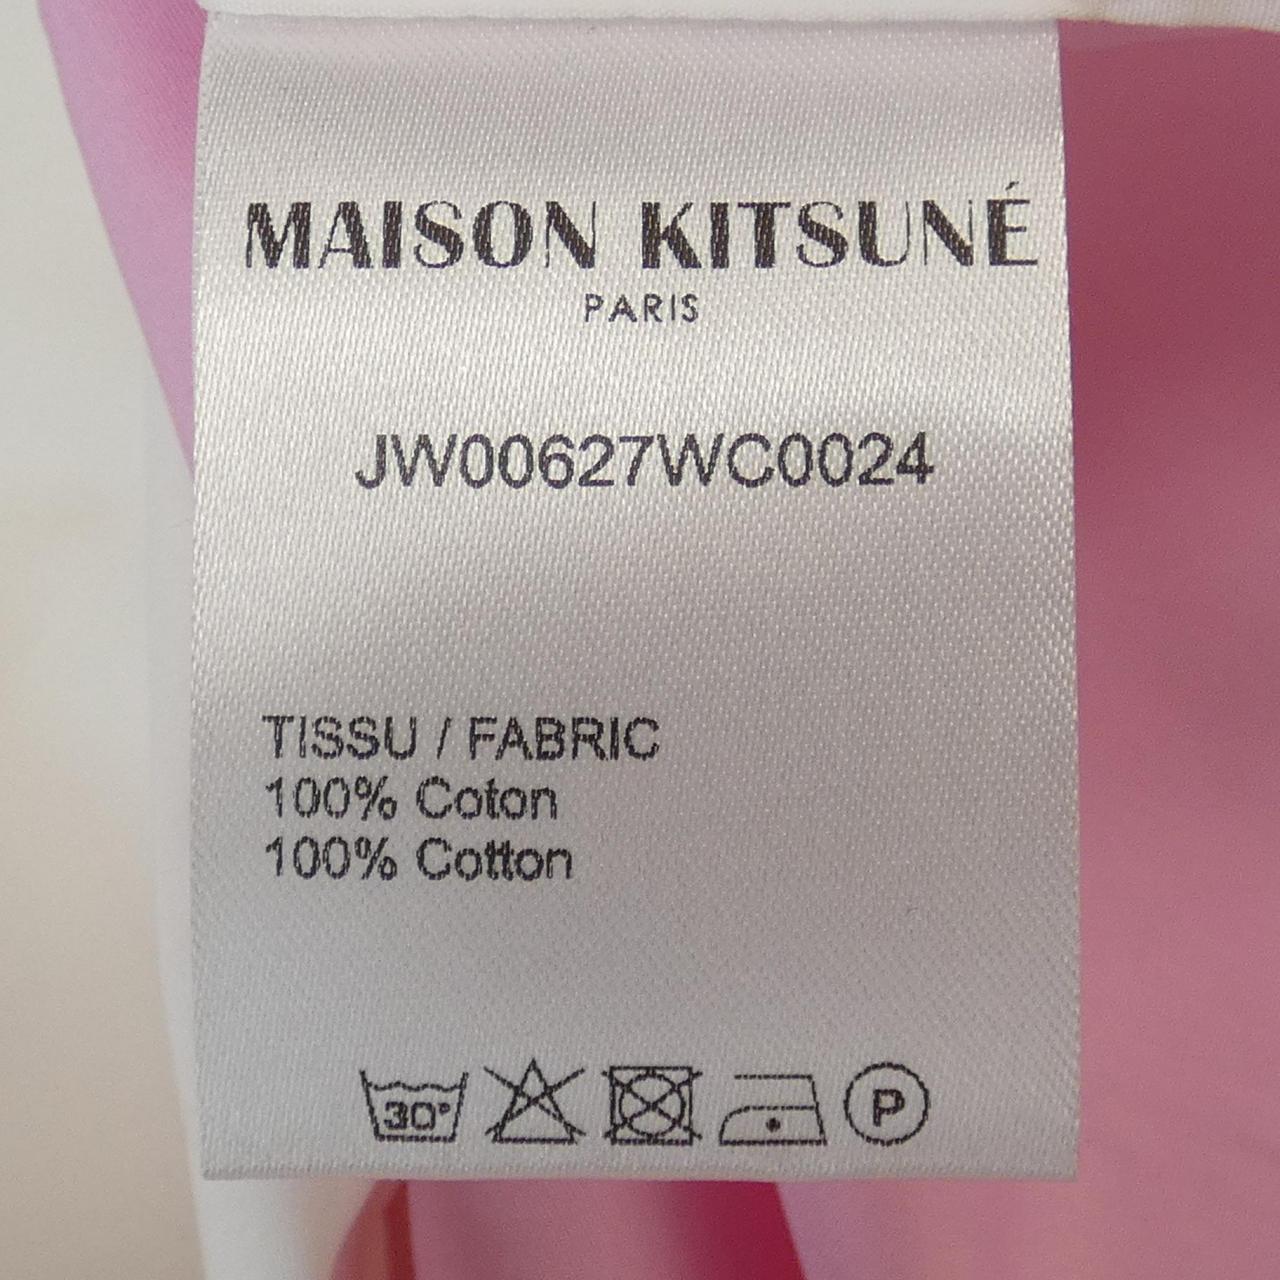 MAISON KITSUNÉ
PARIS
JW00627WC0024
TISSU / FABRIC
100% Coton
100% Cotton
30° P